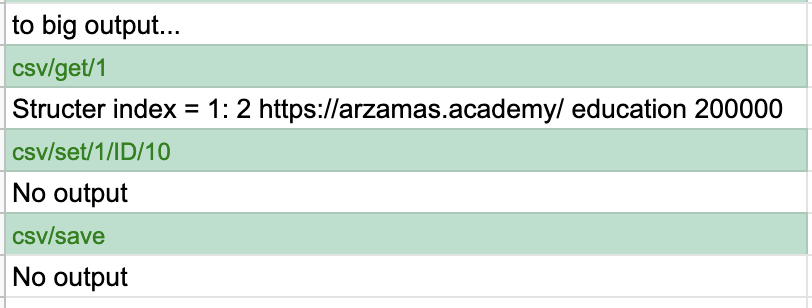 to big output...
csv/get/1
Structer index = 1: 2 https://arzamas.academy/ education 200000
csv/set/1/ID/10
No output
csv/save
No output